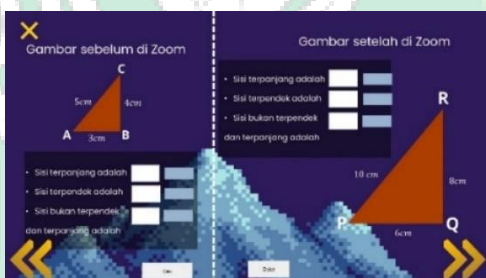 Gambar sebelum di Zoom
C
5cm
4cm
A
3cm
B
• Sisi terpanjang adalah
• Sisi terpendek adalah
• Sisi bukan terpendek
dan terpanjang adalah
Gambar setelah di Zoom
• Sisi terpanjang adalah
• Sisi terpendek adalah
• Sisi bukan terpendek
dan terpanjang adalah
R
10 cm
8cm
P
6cm
Q